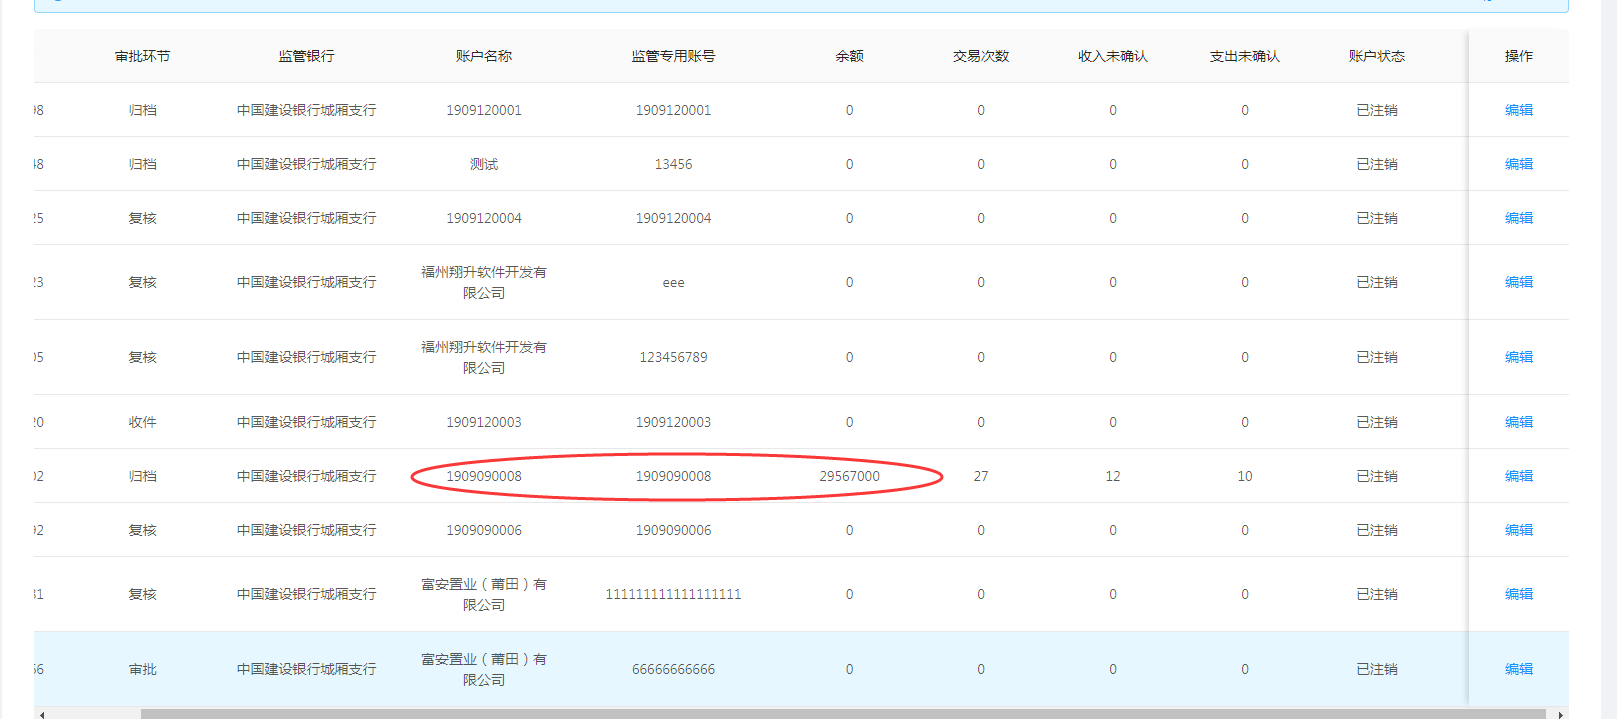 审批环节 监管银行 账户名称 监管专用账号 余额 交易次数 收入未确认 支出未确认 账户状态 操作
98 归档 中国建设银行城厢支行 1909120001 1909120001 0 0 0 0 已注销 编辑
48 归档 中国建设银行城厢支行 测试 13456 0 0 0 0 已注销 编辑
25 复核 中国建设银行城厢支行 1909120004 1909120004 0 0 0 0 已注销 编辑
23 复核 中国建设银行城厢支行 福州翔升软件开发有 eee 0 0 0 0 已注销 编辑
限公司
05 复核 中国建设银行城厢支行 福州翔升软件开发有 123456789 0 0 0 0 已注销 编辑
限公司
20 收件 中国建设银行城厢支行 1909120003 1909120003 0 0 0 0 已注销 编辑
02 归档 中国建设银行城厢支行 1909090008 1909090008 29567000 27 12 10 已注销 编辑
92 复核 中国建设银行城厢支行 1909090006 1909090006 0 0 0 0 已注销 编辑
31 复核 中国建设银行城厢支行 富安置业（莆田）有 111111111111111111 0 0 0 0 已注销 编辑
限公司
66 审批 中国建设银行城厢支行 富安置业（莆田）有 66666666666 0 0 0 0 已注销 编辑
限公司